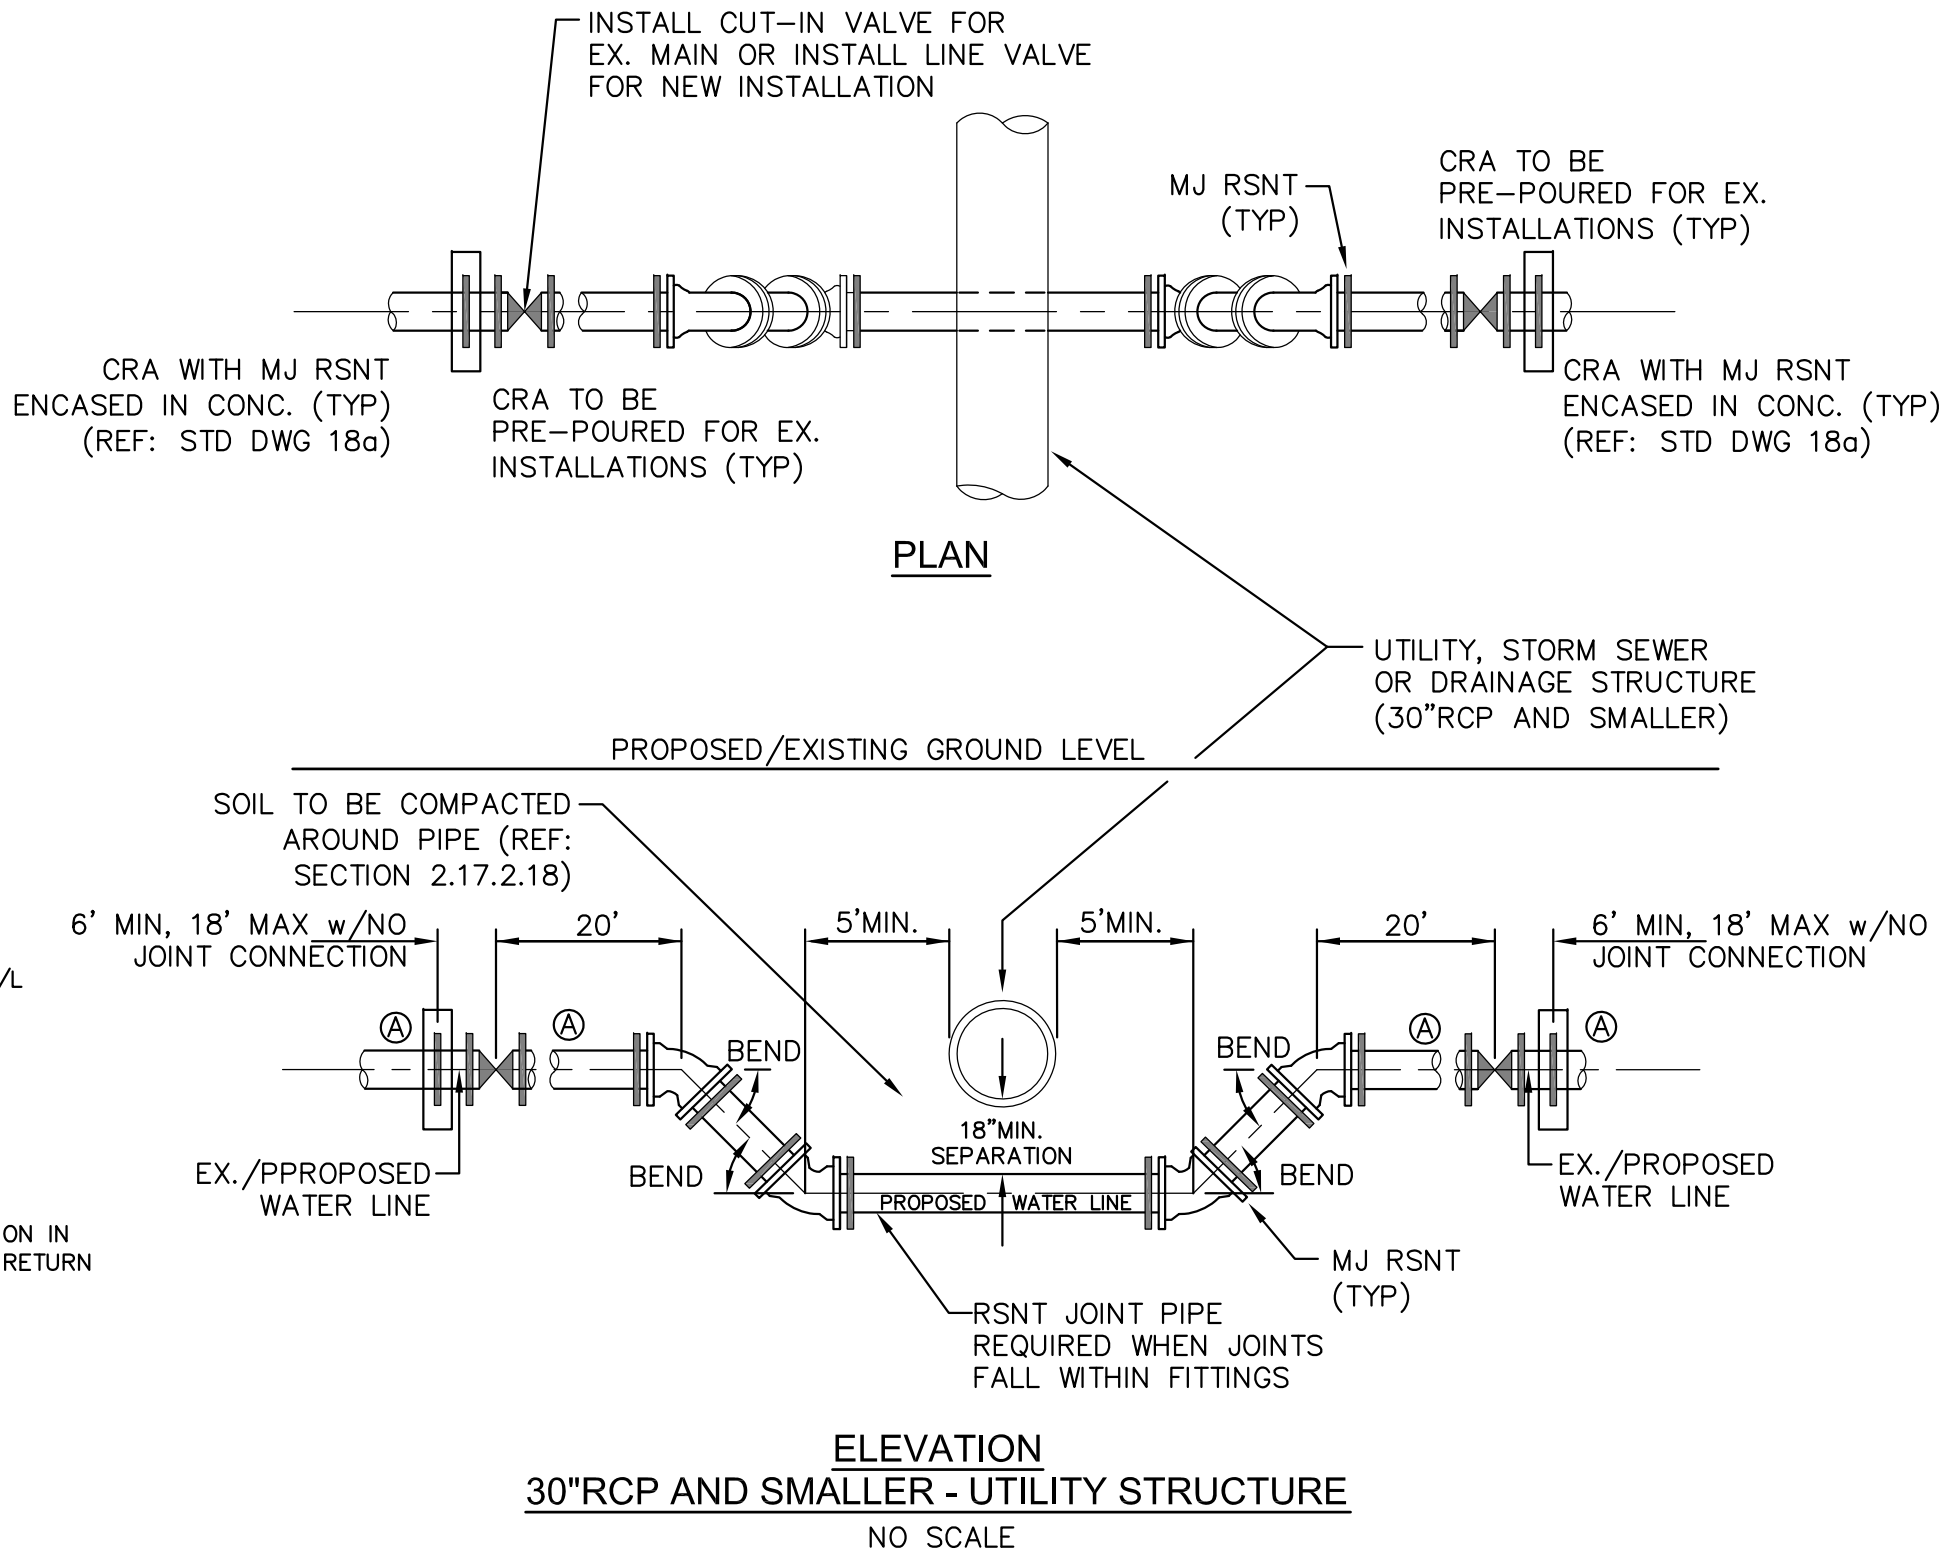 INSTALL CUT-IN VALVE FOR
EX. MAIN OR INSTALL LINE VALVE
FOR NEW INSTALLATION
MJ RSNT
(TYP)
CRA TO BE
PRE-POURED FOR EX.
INSTALLATIONS (TYP)
CRA WITH MJ RSNT
ENCASED IN CONC. (TYP)
(REF: STD DWG 18a)
CRA TO BE
PRE-POURED FOR EX.
INSTALLATIONS (TYP)
CRA WITH MJ RSNT
ENCASED IN CONC. (TYP)
(REF: STD DWG 18a)
PLAN
UTILITY, STORM SEWER
OR DRAINAGE STRUCTURE
(30"RCP AND SMALLER)
PROPOSED/EXISTING GROUND LEVEL
SOIL TO BE COMPACTED
AROUND PIPE (REF:
SECTION 2.17.2.18)
6' MIN, 18' MAX w/NO
JOINT CONNECTION
20'
5'MIN.
5'MIN.
20'
6' MIN, 18' MAX w/NO
JOINT CONNECTION
/L
A
A
A
A
BEND
BEND
18"MIN.
SEPARATION
BEND
BEND
EX./PPROPOSED
WATER LINE
PROPOSED WATER LINE
EX./PROPOSED
WATER LINE
ON IN
RETURN
MJ RSNT
(TYP)
RSNT JOINT PIPE
REQUIRED WHEN JOINTS
FALL WITHIN FITTINGS
ELEVATION
30"RCP AND SMALLER - UTILITY STRUCTURE
NO SCALE